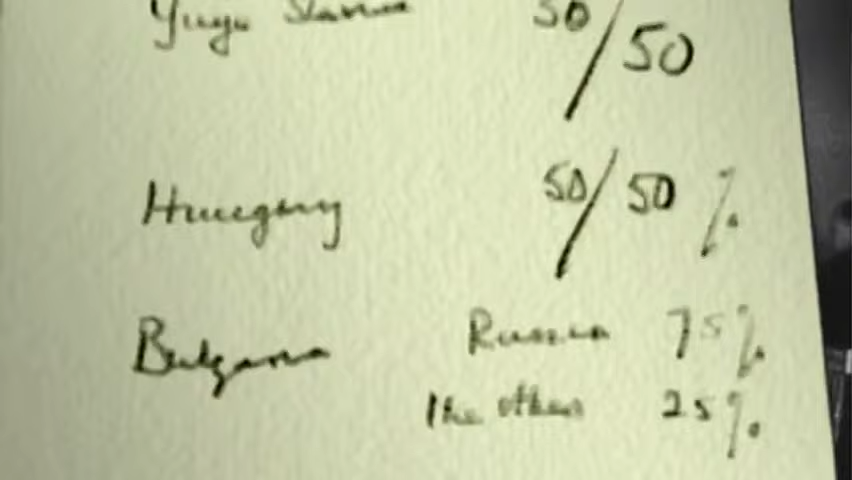 Yugo Slavia 50/50
Hungary 50/50 %
Bulgaria Russia 75%
the others 25%